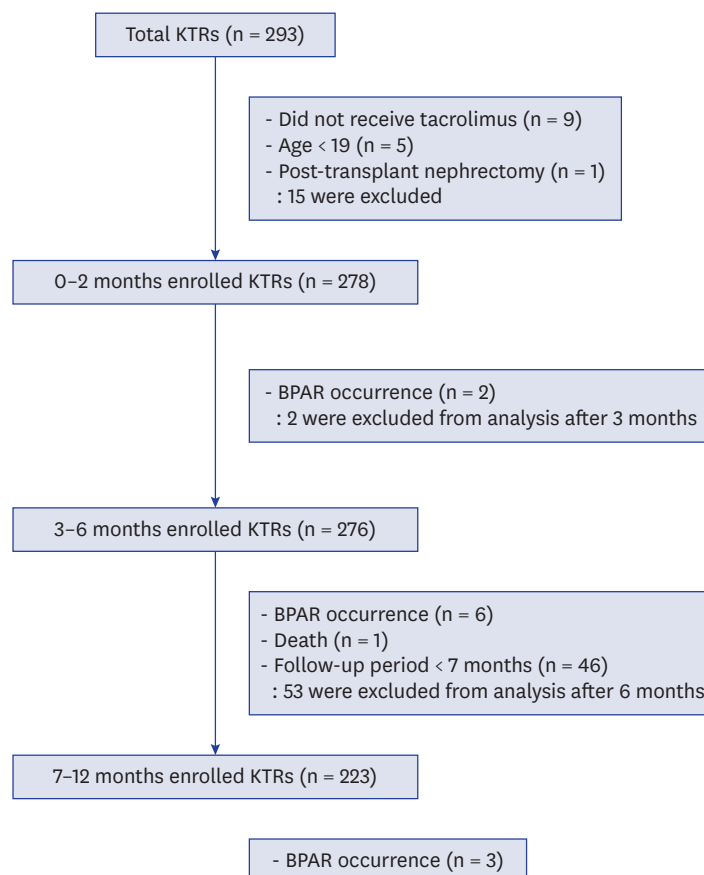 Total KTRs (n = 293)
- Did not receive tacrolimus (n = 9)
- Age < 19 (n = 5)
- Post-transplant nephrectomy (n = 1)
: 15 were excluded
0–2 months enrolled KTRs (n = 278)
- BPAR occurrence (n = 2)
: 2 were excluded from analysis after 3 months
3–6 months enrolled KTRs (n = 276)
- BPAR occurrence (n = 6)
- Death (n = 1)
- Follow-up period < 7 months (n = 46)
: 53 were excluded from analysis after 6 months
7–12 months enrolled KTRs (n = 223)
- BPAR occurrence (n = 3)